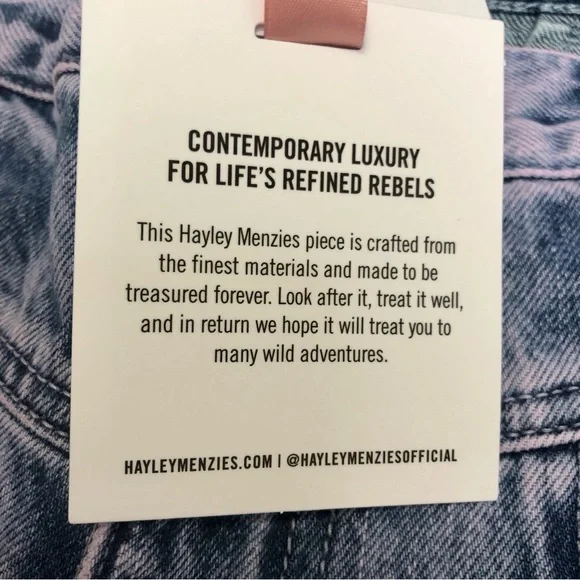 CONTEMPORARY LUXURY
FOR LIFE'S REFINED REBELS
This Hayley Menzies piece is crafted from
the finest materials and made to be
treasured forever. Look after it, treat it well,
and in return we hope it will treat you to
many wild adventures.
HAYLEYMENZIES.COM | @HAYLEYMENZIESOFFICIAL